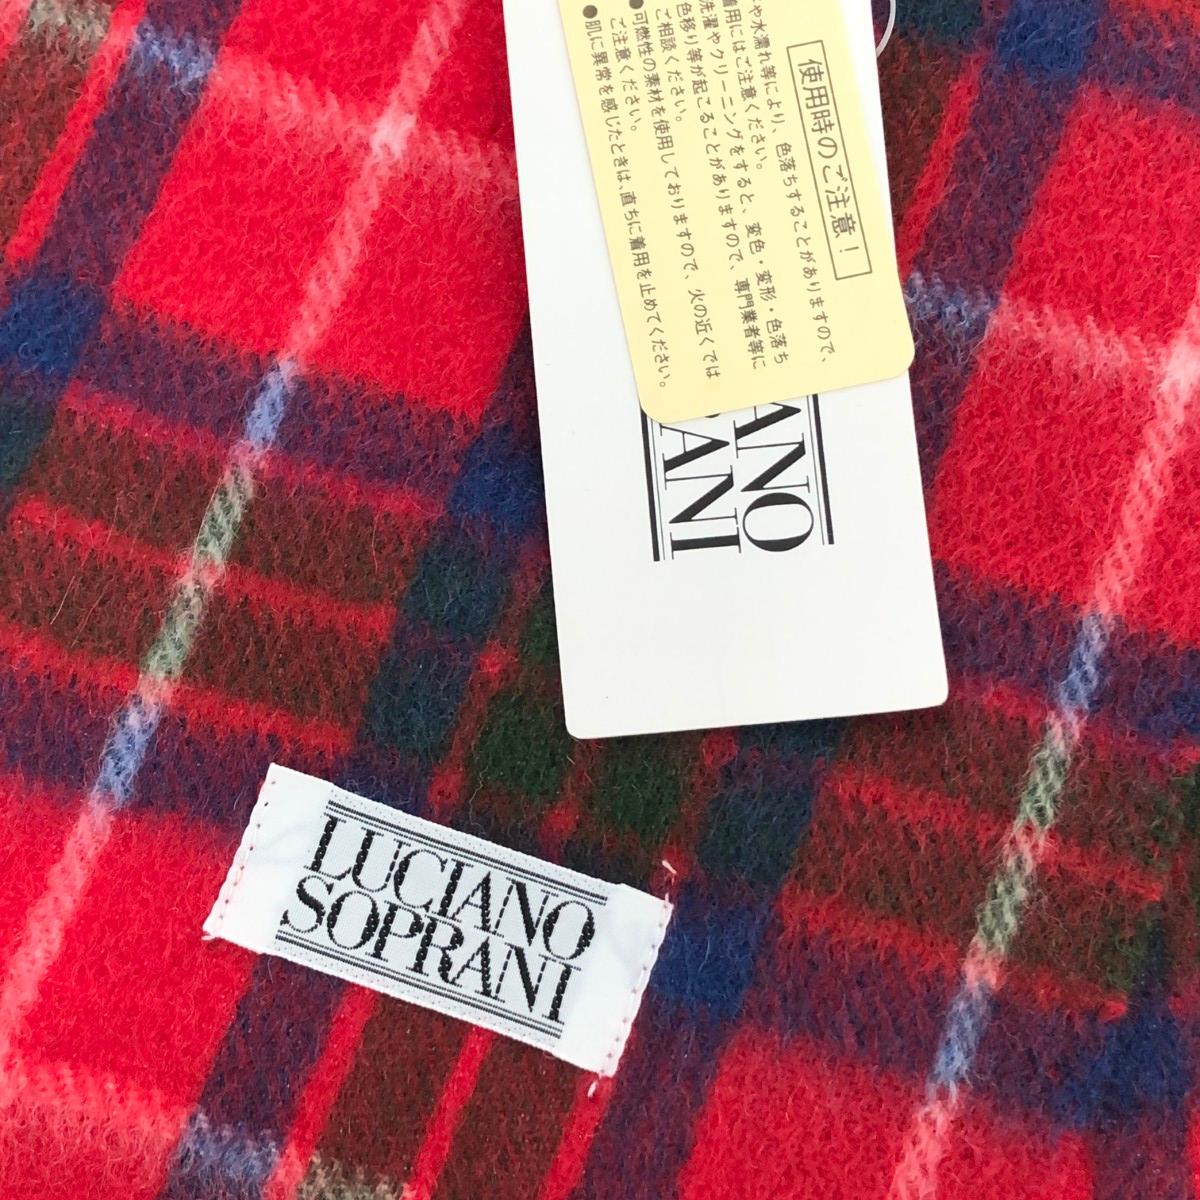 使用時のご注意！
や水濡れ等により、色落ちすることがありますので、
着用にはご注意ください。
洗濯やクリーニングをすると、変色・変形・色落ち
色移り等が起こることがありますので、専門業者等に
ご相談ください。
●可燃性の素材を使用しておりますので、火の近くでは
ご注意ください。
●肌に異常を感じたときは、直ちに着用を止めてください。
ANO
ANI
LUCIANO
SOPRANI